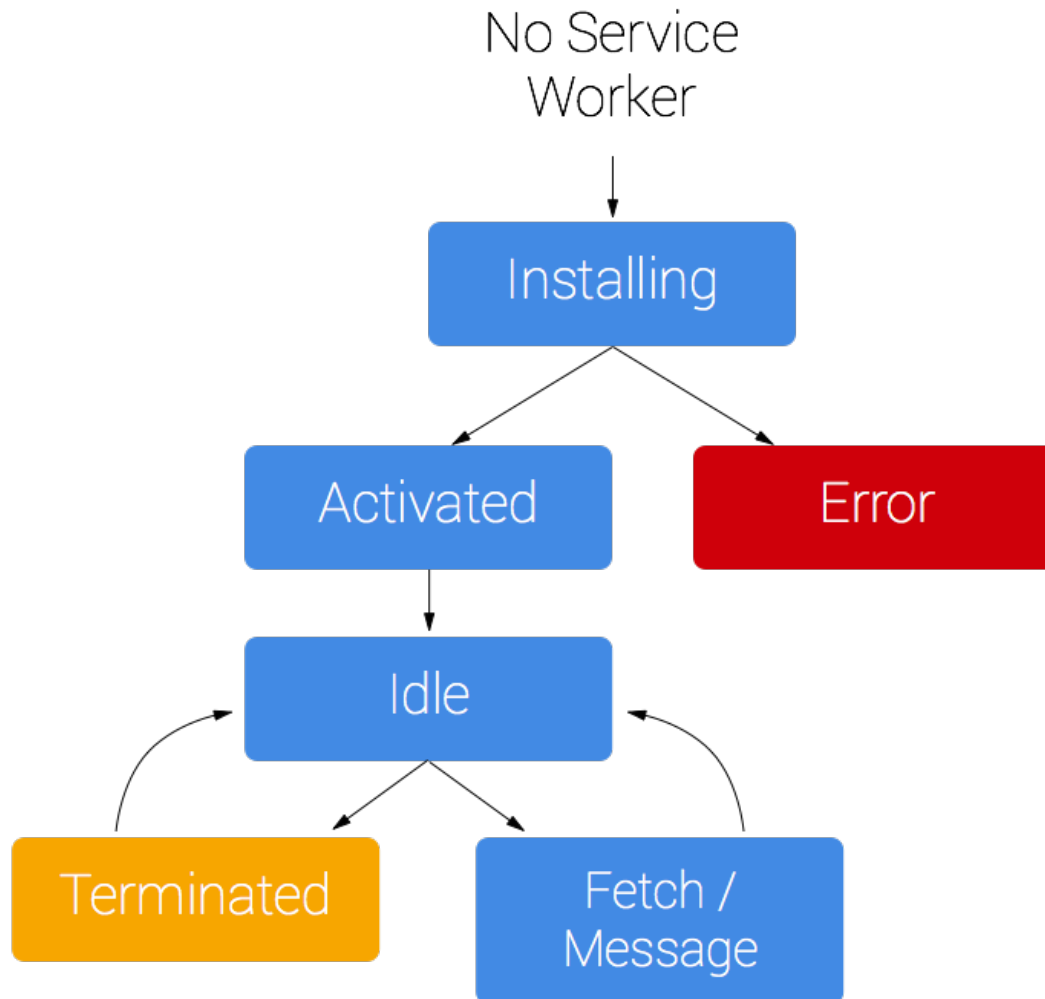 No Service
Worker
Installing
Activated
Error
Idle
Terminated
Fetch /
Message